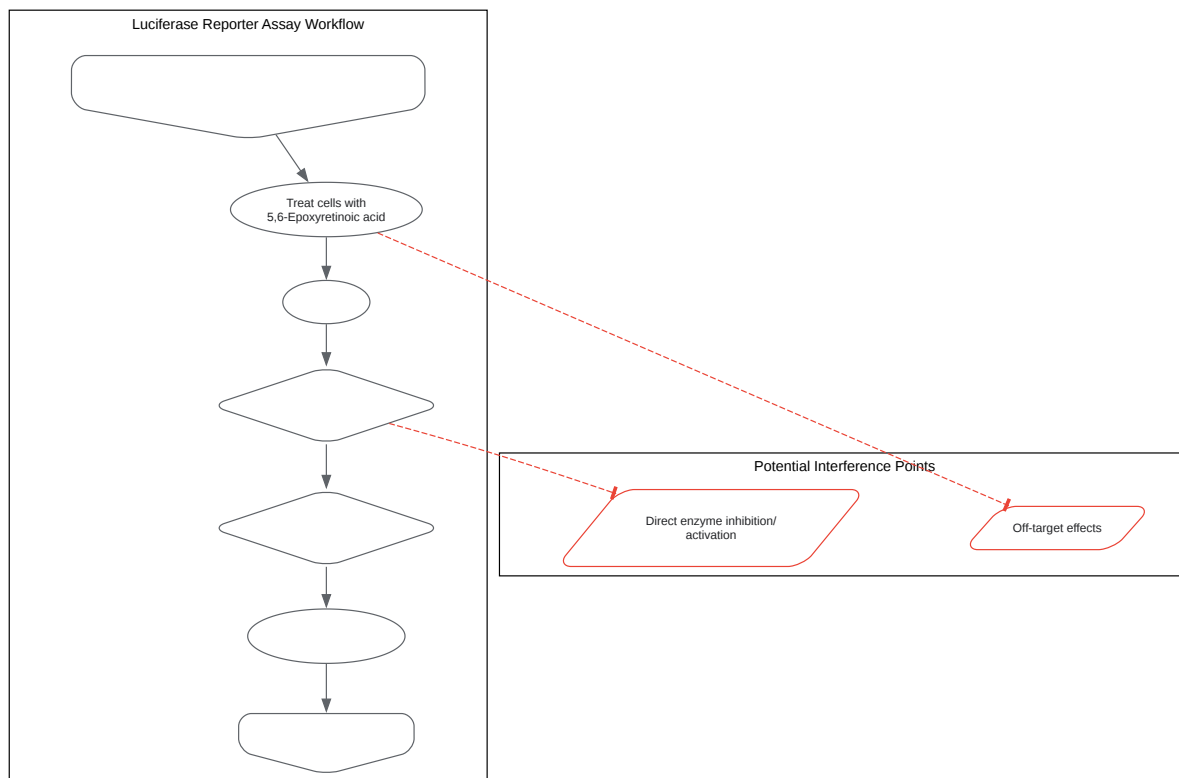 Luciferase Reporter Assay Workflow
Treat cells with
5,6-Epoxyretinoic acid
Potential Interference Points
Direct enzyme inhibition/
activation
Off-target effects